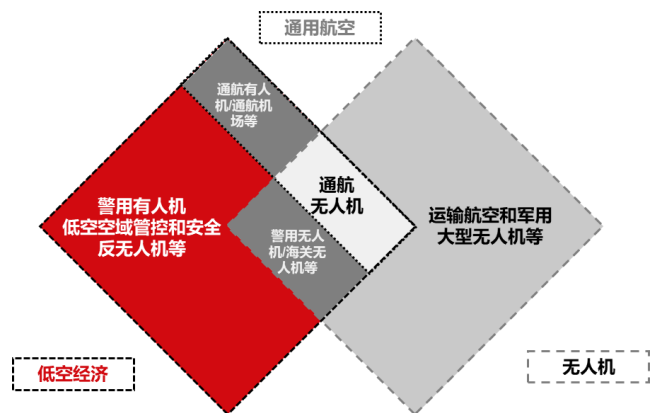 通用航空
通航有人
机/通航机
场等
通航
无人机
警用有人机
低空空域管控和安全
反无人机等
警用无人
机/海关无
人机等
运输航空和军用
大型无人机等
低空经济
无人机